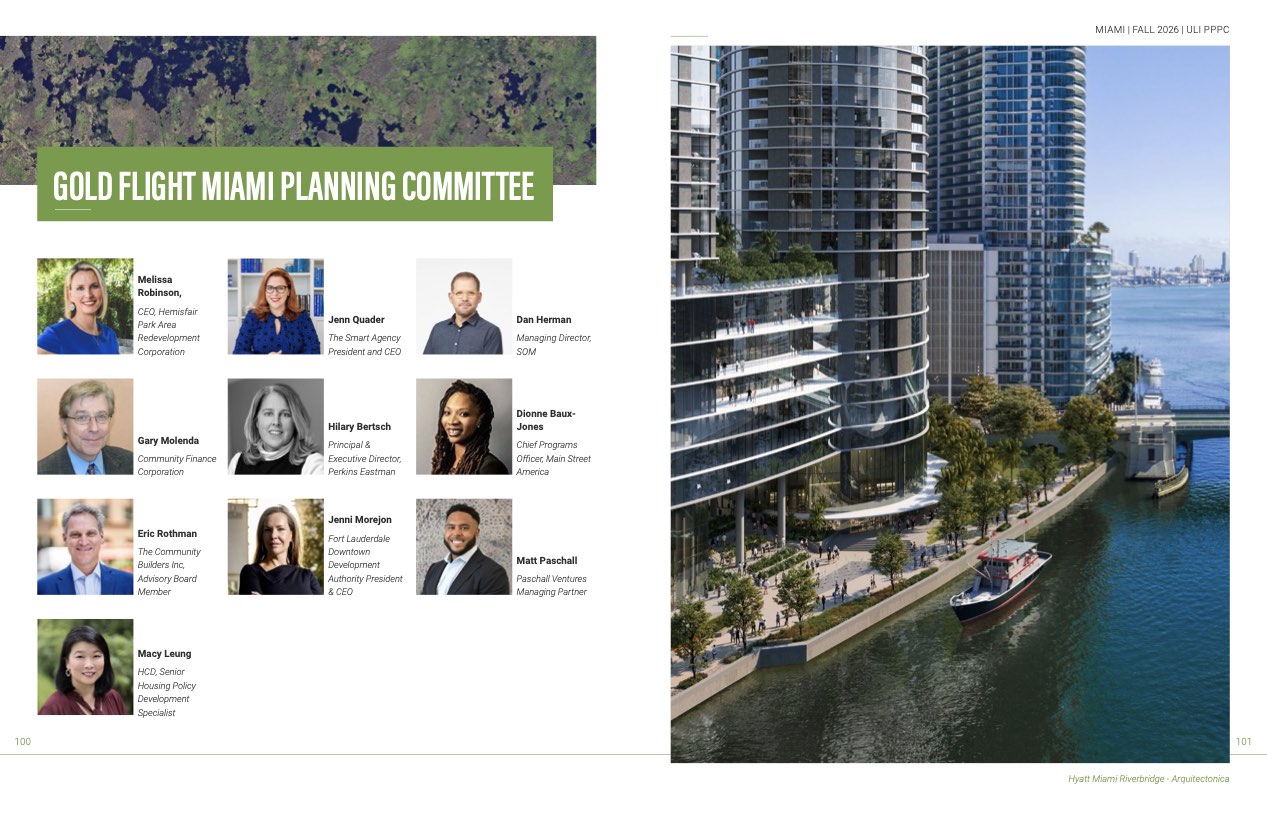 MIAMI | FALL 2026 | ULI PPPC
GOLD FLIGHT MIAMI PLANNING COMMITTEE
Melissa
Robinson,
CEO, Hemisfair
Park Area
Redevelopment
Corporation
Jenn Quader
The Smart Agency
President and CEO
Dan Herman
Managing Director,
SOM
Gary Molenda
Community Finance
Corporation
Hilary Bertsch
Principal &
Executive Director,
Perkins Eastman
Dionne Baux-
Jones
Chief Programs
Officer, Main Street
America
Eric Rothman
The Community
Builders Inc,
Advisory Board
Member
Jenni Morejon
Fort Lauderdale
Downtown
Development
Authority President
& CEO
Matt Paschall
Paschall Ventures
Managing Partner
Macy Leung
HCD, Senior
Housing Policy
Development
Specialist
100
101
Hyatt Miami Riverbridge - Arquitectonica